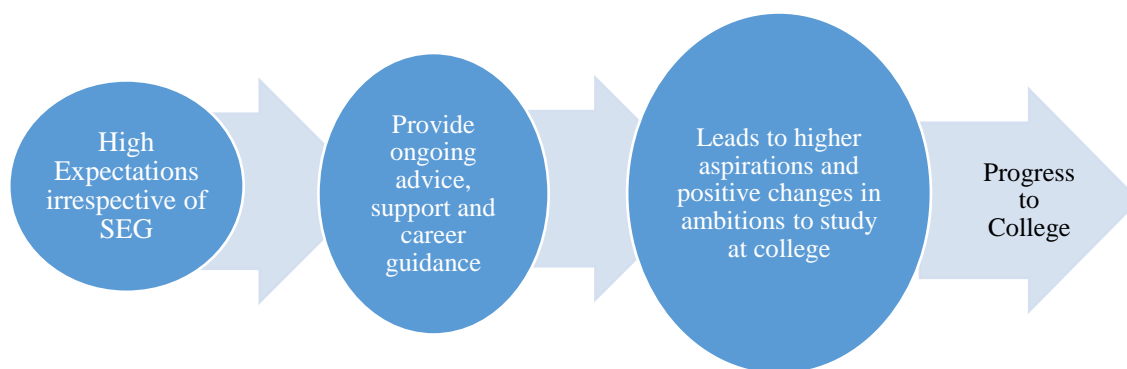 High
Expectations
irrespective of
SEG
Provide
ongoing
advice,
support and
career
guidance
Leads to higher
aspirations and
positive changes in
ambitions to study
at college
Progress
to
College